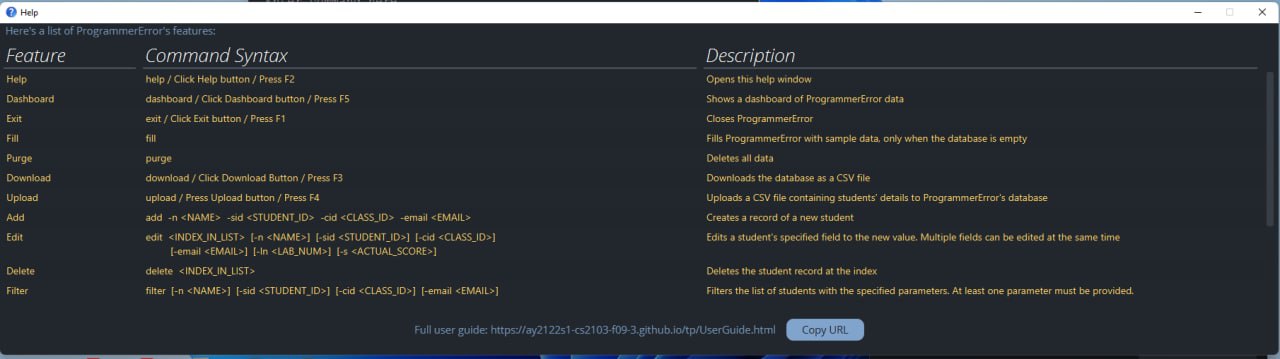 Help
Here's a list of ProgrammerError's features:
Feature Command Syntax Description
Help help / Click Help button / Press F2 Opens this help window
Dashboard dashboard / Click Dashboard button / Press F5 Shows a dashboard of ProgrammerError data
Exit exit / Click Exit button / Press F1 Closes ProgrammerError
Fill fill Fills ProgrammerError with sample data, only when the database is empty
Purge purge Deletes all data
Download download / Click Download Button / Press F3 Downloads the database as a CSV file
Upload upload / Press Upload button / Press F4 Uploads a CSV file containing students' details to ProgrammerError's database
Add add -n <NAME> -sid <STUDENT_ID> -cid <CLASS_ID> -email <EMAIL> Creates a record of a new student
Edit edit <INDEX_IN_LIST> [-n <NAME>] [-sid <STUDENT_ID>] [-cid <CLASS_ID>] Edits a student's specified field to the new value. Multiple fields can be edited at the same time
[-email <EMAIL>] [-ln <LAB_NUM>] [-s <ACTUAL_SCORE>]
Delete delete <INDEX_IN_LIST> Deletes the student record at the index
Filter filter [-n <NAME>] [-sid <STUDENT_ID>] [-cid <CLASS_ID>] [-email <EMAIL>] Filters the list of students with the specified parameters. At least one parameter must be provided.
Full user guide: https://ay2122s1-cs2103-f09-3.github.io/tp/UserGuide.html Copy URL